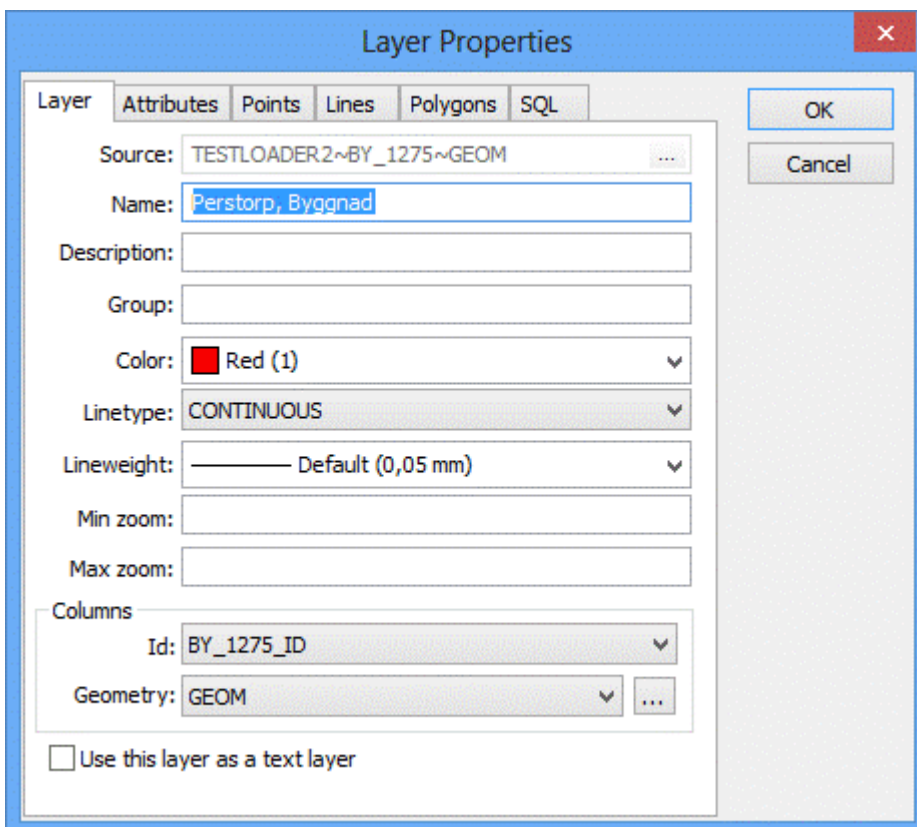 Layer Properties
Layer Attributes Points Lines Polygons SQL
OK
Cancel
Source: TESTLOADER2~BY_1275~GEOM ...
Name: Perstorp, Byggnad
Description:
Group:
Color: Red (1)
Linetype: CONTINUOUS
Lineweight: Default (0,05 mm)
Min zoom:
Max zoom:
Columns
Id: BY_1275_ID
Geometry: GEOM ...
Use this layer as a text layer